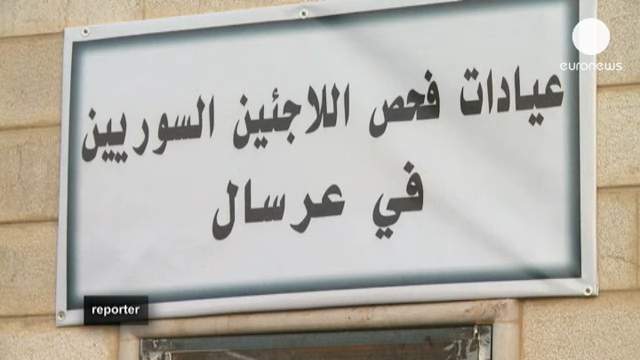 euronews
عيادات فحص اللاجئين السوريين
في عرسال
reporter